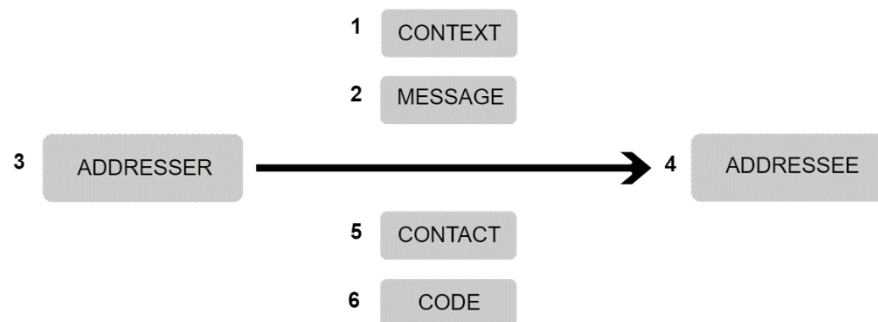 1 CONTEXT
2 MESSAGE
3 ADDRESSER
4 ADDRESSEE
5 CONTACT
6 CODE